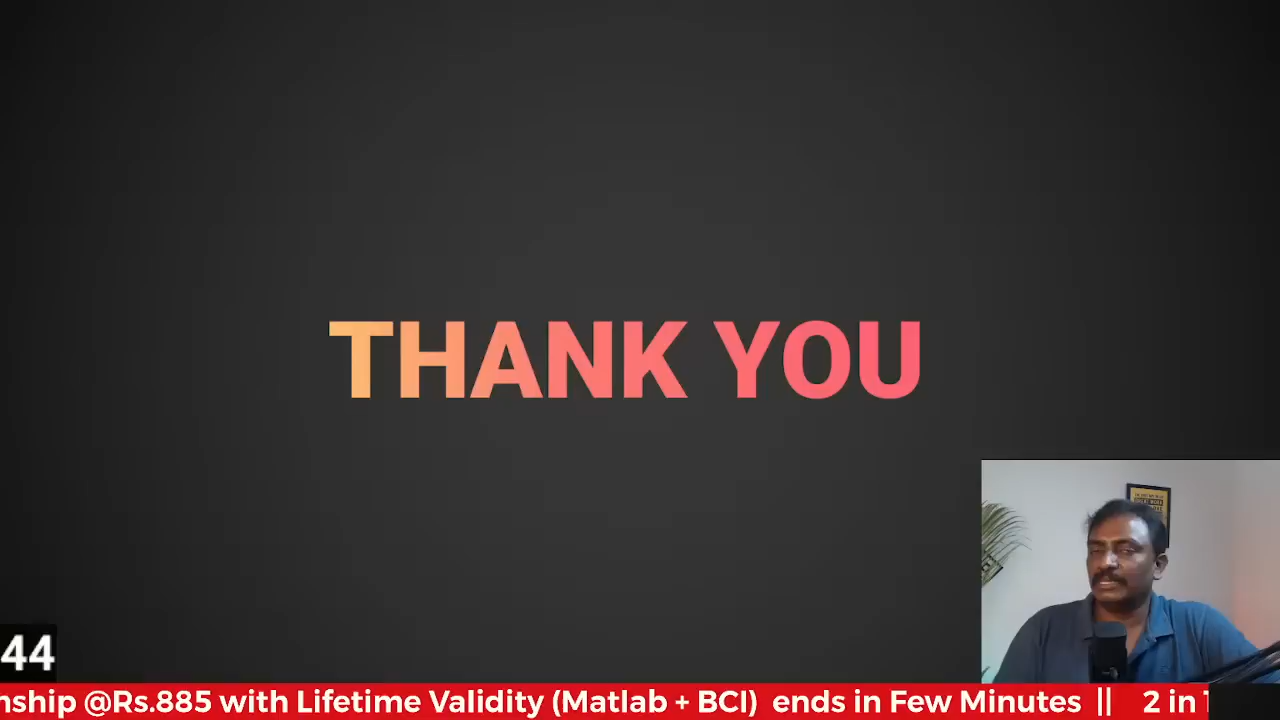 THANK YOU
44
nship @Rs.885 with Lifetime Validity (Matlab + BCI) ends in Few Minutes || 2 in